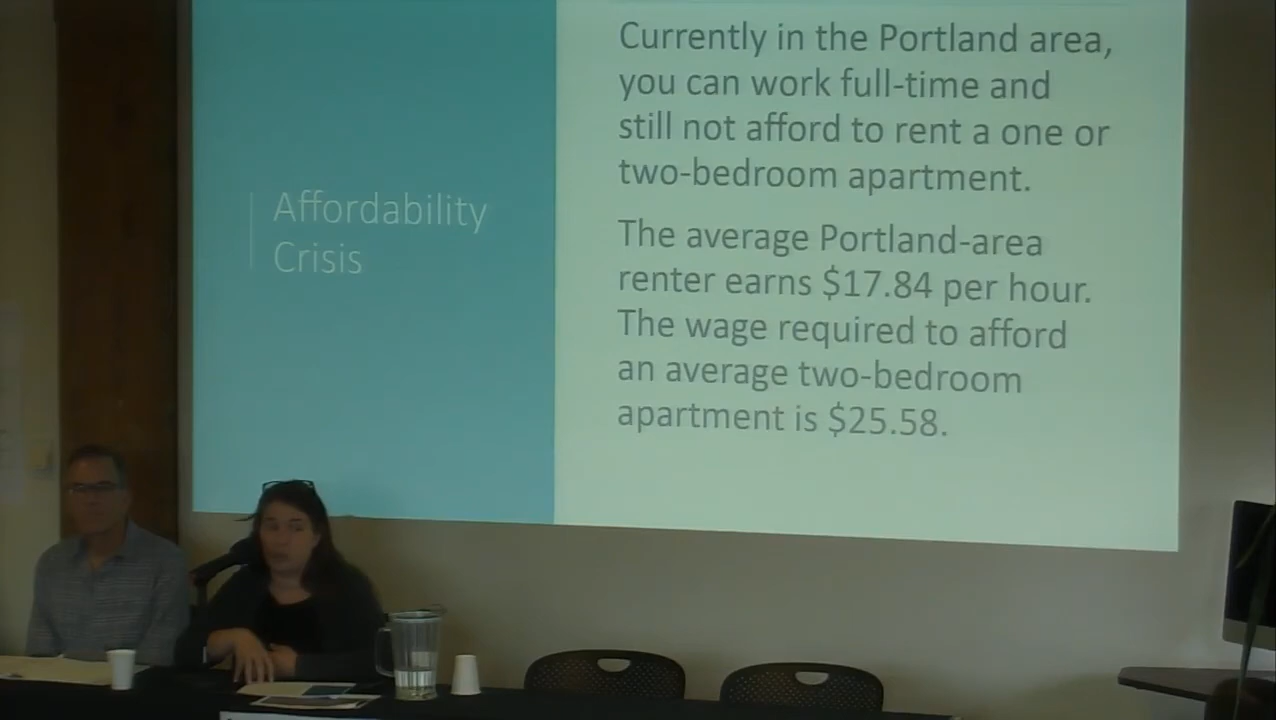 Affordability
Crisis
Currently in the Portland area,
you can work full-time and
still not afford to rent a one or
two-bedroom apartment.
The average Portland-area
renter earns $17.84 per hour.
The wage required to afford
an average two-bedroom
apartment is $25.58.